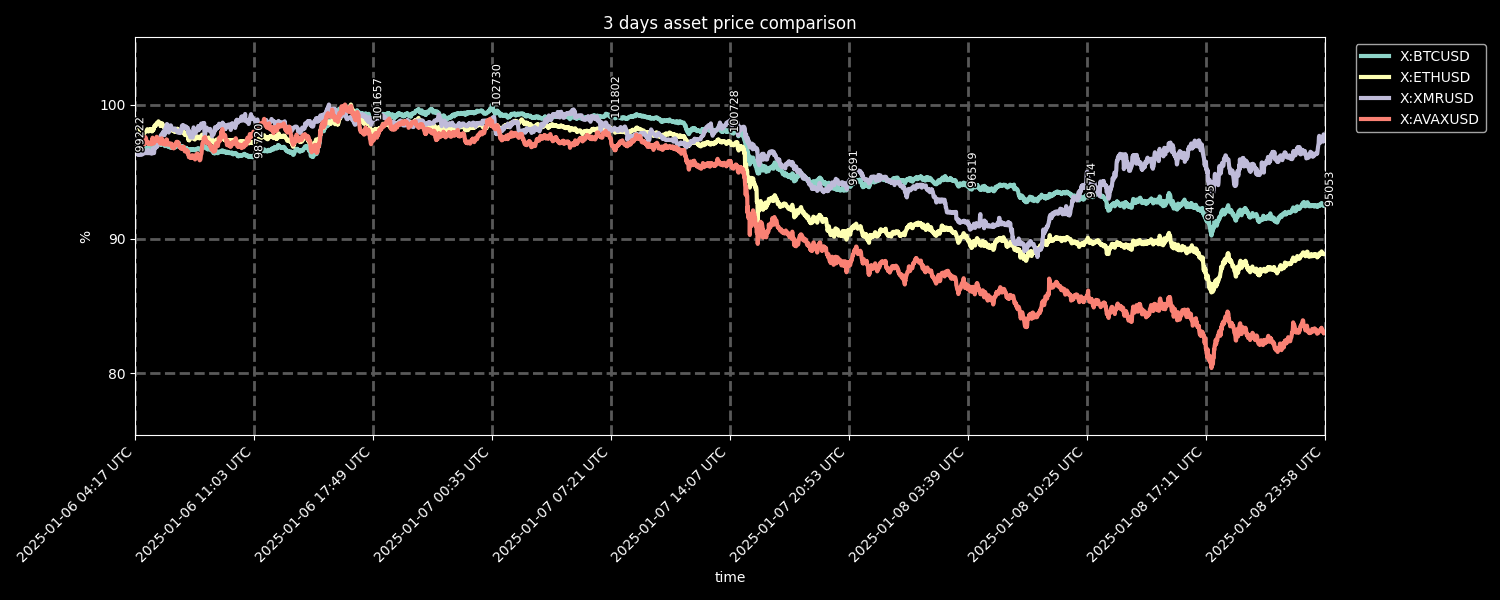 3 days asset price comparison
X:BTCUSD
X:ETHUSD
X:XMRUSD
X:AVAXUSD
100
90
80
%
99222
98720
101657
102730
101802
100728
96691
96519
95714
94025
95053
2025-01-06 04:17 UTC
2025-01-06 11:03 UTC
2025-01-06 17:49 UTC
2025-01-07 00:35 UTC
2025-01-07 07:21 UTC
2025-01-07 14:07 UTC
2025-01-07 20:53 UTC
2025-01-08 03:39 UTC
2025-01-08 10:25 UTC
2025-01-08 17:11 UTC
2025-01-08 23:58 UTC
time